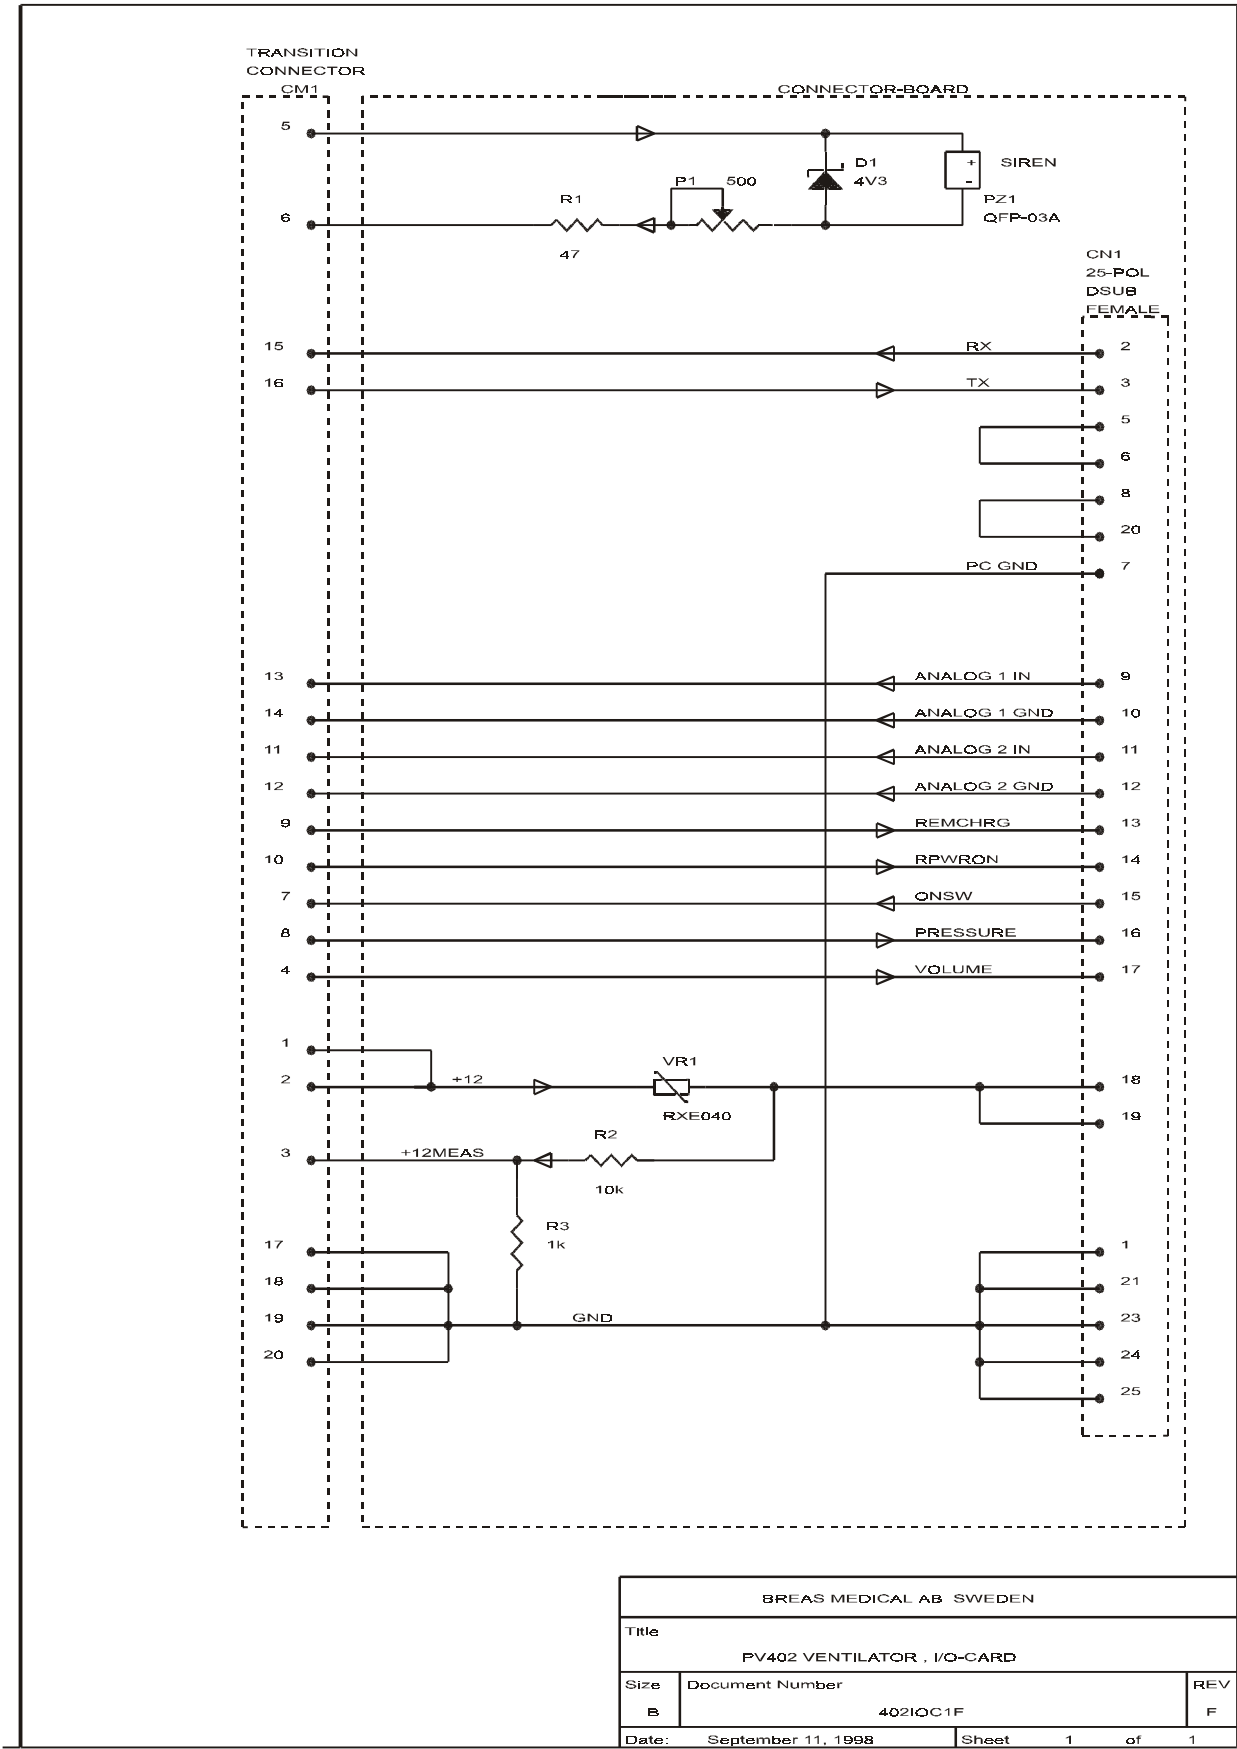 TRANSITION
CONNECTOR
CM1
CONNECTOR-BOARD
5
D1
4V3
+
-
SIREN
P1 500
R1
PZ1
QFP-03A
6
47
CN1
25-POL
DSUB
FEMALE
15 RX 2
16 TX 3
5
6
8
20
PC GND 7
13 ANALOG 1 IN 9
14 ANALOG 1 GND 10
11 ANALOG 2 IN 11
12 ANALOG 2 GND 12
9 REMCHRG 13
10 RPWRON 14
7 ONSW 15
8 PRESSURE 16
4 VOLUME 17
1
VR1
2 +12 18
RXE040
19
R2
3 +12MEAS
10k
R3
1k
17 1
18 21
19 GND 23
20 24
25
BREAS MEDICAL AB SWEDEN
Title
PV402 VENTILATOR , I/O-CARD
Size Document Number REV
B 402IOC1F F
Date: September 11, 1998 Sheet 1 of 1